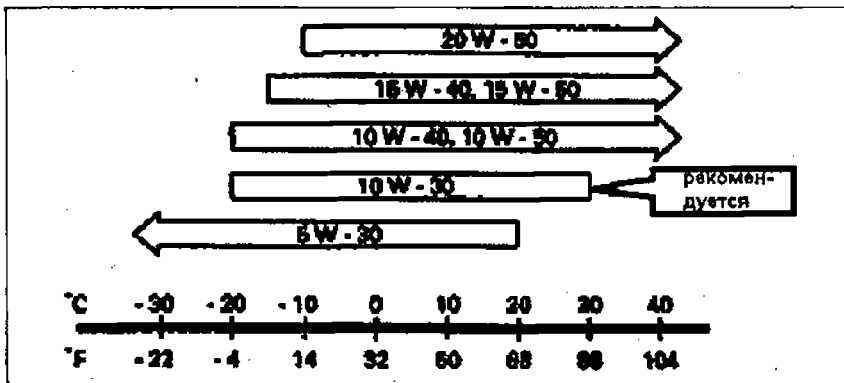 20 W - 50
15 W - 40, 15 W - 50
10 W - 40, 10 W - 50
10 W - 30
рекомен-
дуется
5 W - 30
°C -30 -20 -10 0 10 20 30 40
°F -22 -4 14 32 50 68 86 104